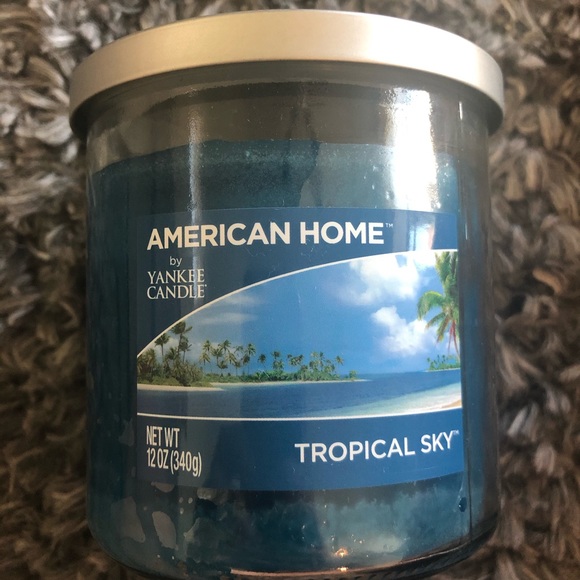 AMERICAN HOME™
by
YANKEE
CANDLE®
NET WT
12 OZ (340g)
TROPICAL SKY™